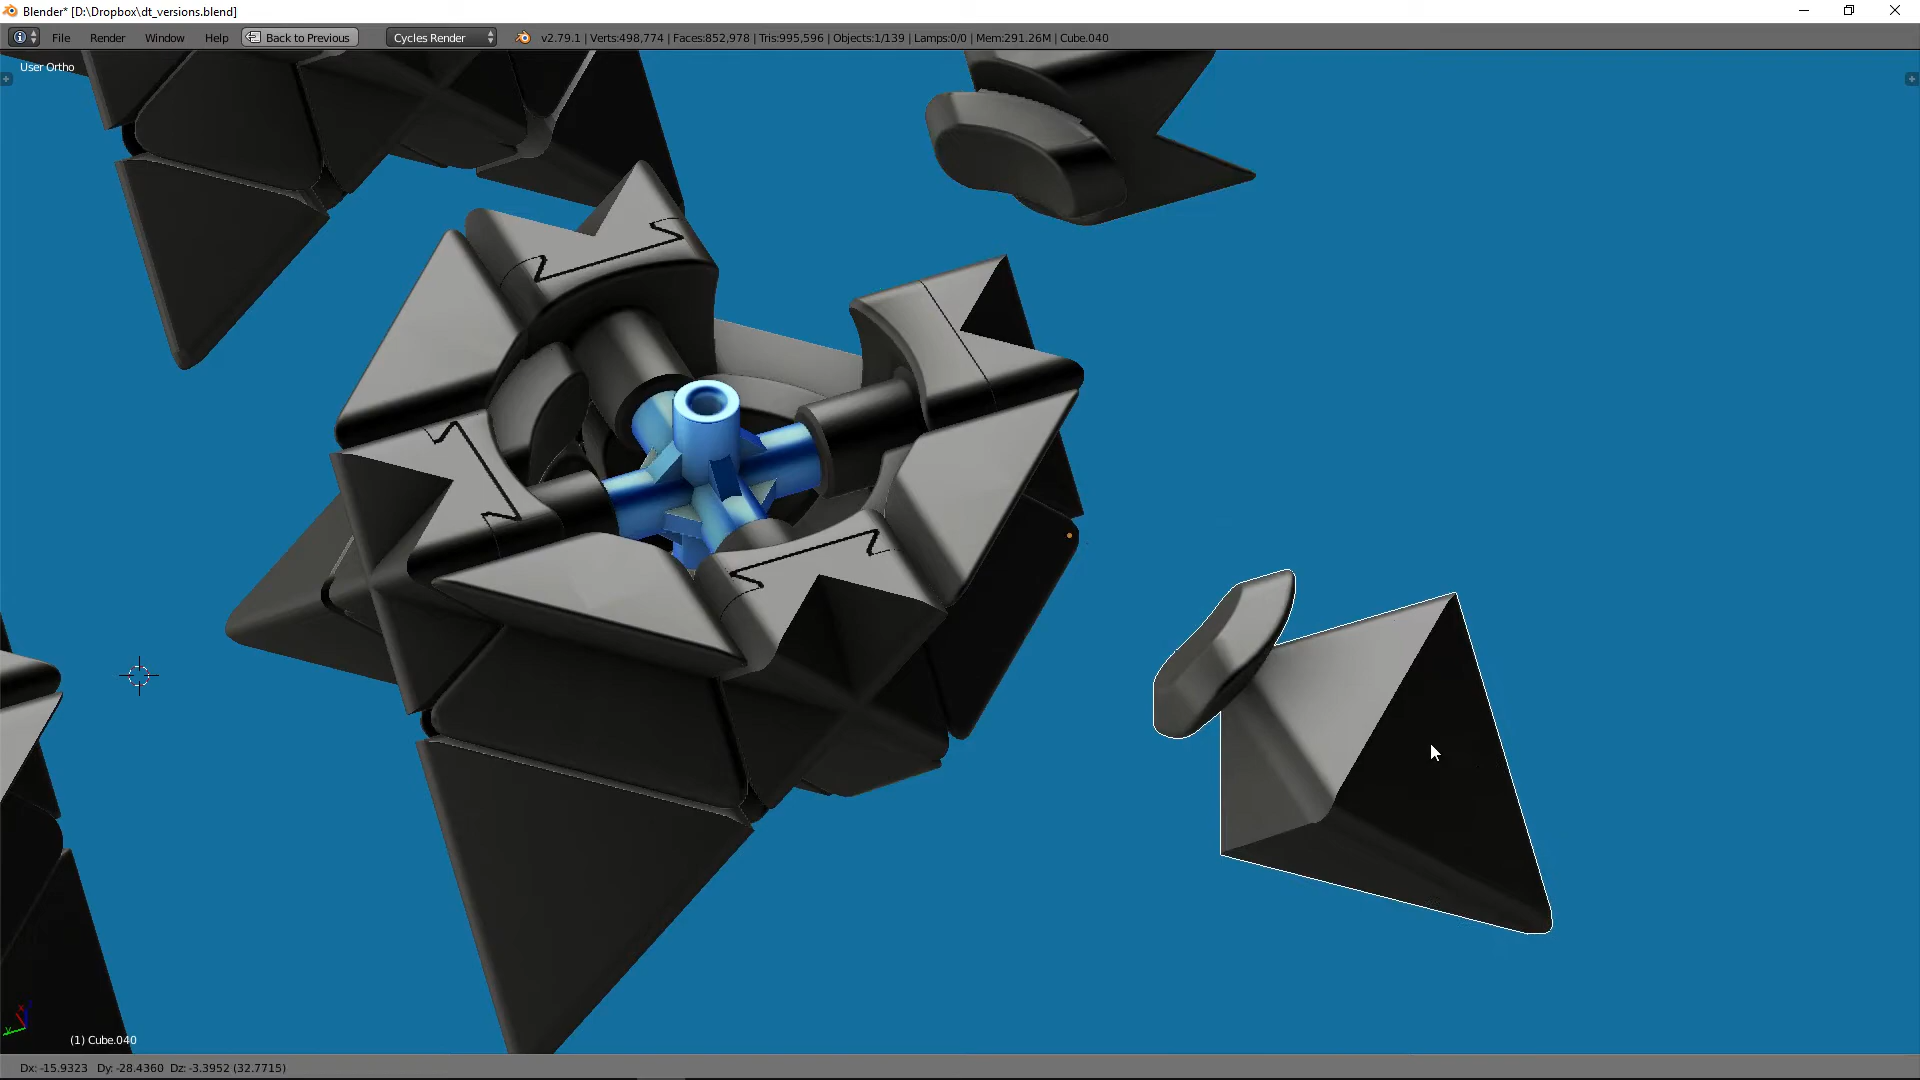 Blender* [D:\Dropbox\dt_versions.blend]
File Render Window Help Back to Previous Cycles Render v2.79.1 | Verts:498,774 | Faces:852,978 | Tris:995,596 | Objects:1/139 | Lamps:0/0 | Mem:291.26M | Cube.040
User Ortho
(1) Cube.040
Dx: -15.9323 Dy: -28.4360 Dz: -3.3952 (32.7715)